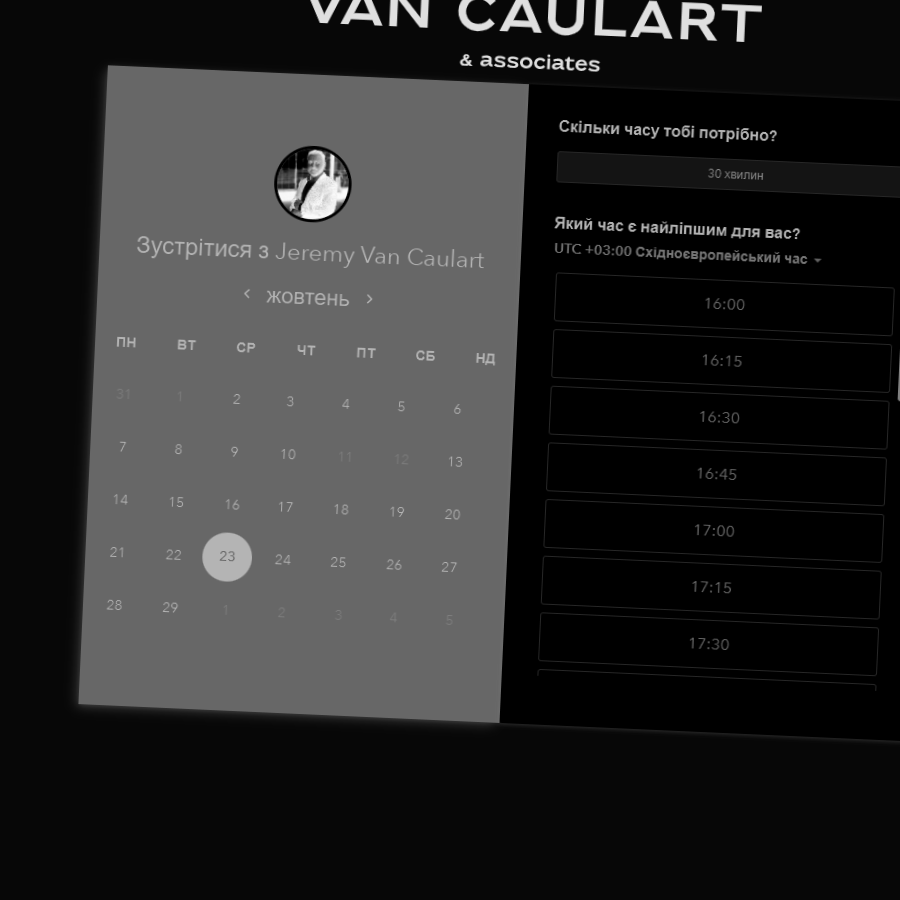 VAN CAULART
& associates
Зустрітися з Jeremy Van Caulart
< жовтень >
ПН ВТ СР ЧТ ПТ СБ НД
31 1 2 3 4 5 6
7 8 9 10 11 12 13
14 15 16 17 18 19 20
21 22 23 24 25 26 27
28 29 1 2 3 4 5
Скільки часу тобі потрібно?
30 хвилин
Який час є найліпшим для вас?
UTC +03:00 Східноєвропейський час
16:00
16:15
16:30
16:45
17:00
17:15
17:30